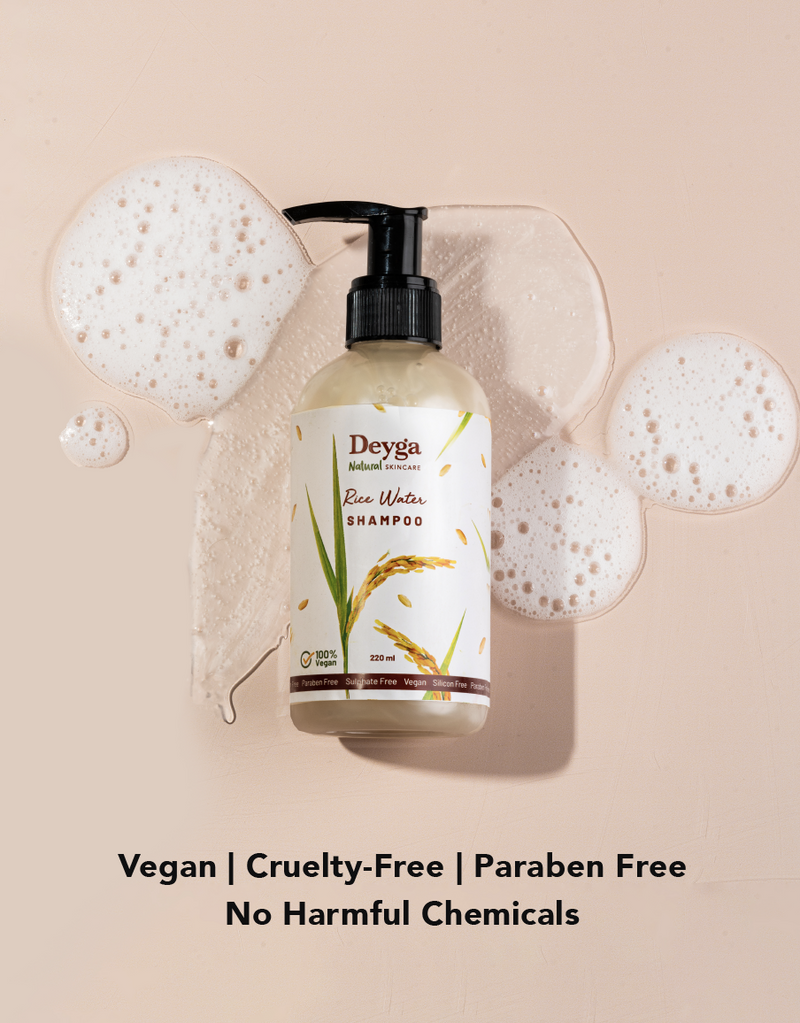 Deyga
Natural SKINCARE
Rice Water
SHAMPOO
100%
Vegan
220 ml
Paraben Free Sulphate Free Vegan Silicon Free
Vegan | Cruelty-Free | Paraben Free
No Harmful Chemicals